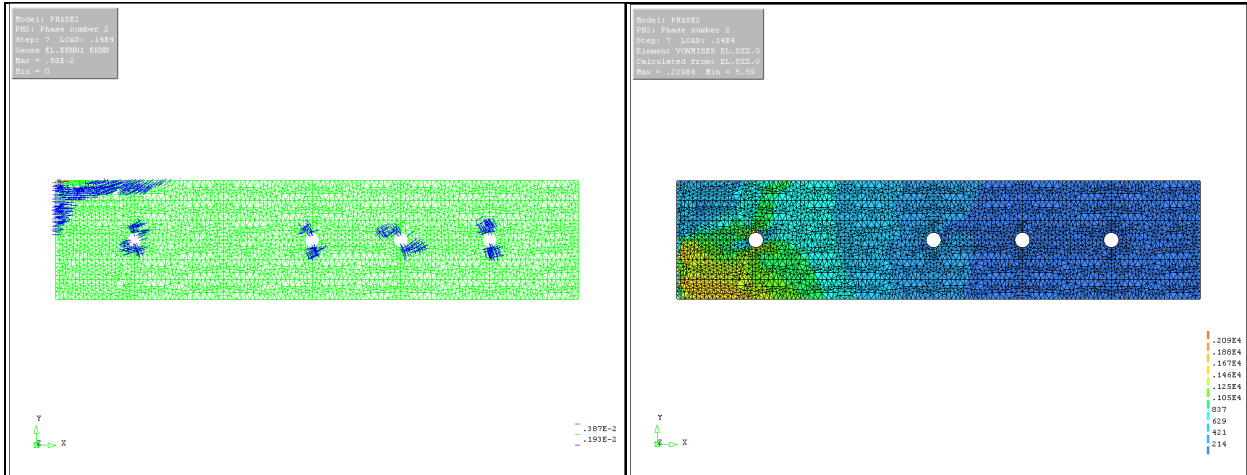 Model: PHASE2
PH2: Phase number 2
Step: 7 LOAD: .14E4
Gauss EL.EKNN1 EKNN
Max = .58E-2
Min = 0
Y
Z X
.387E-2
.193E-2
Model: PHASE2
PH2: Phase number 2
Step: 7 LOAD: .14E4
Element VONMISES EL.SXX.G
Calculated from: EL.SXX.G
Max = .229E4 Min = 5.59
.209E4
.188E4
.167E4
.146E4
.125E4
.105E4
837
629
421
214
Y
Z X